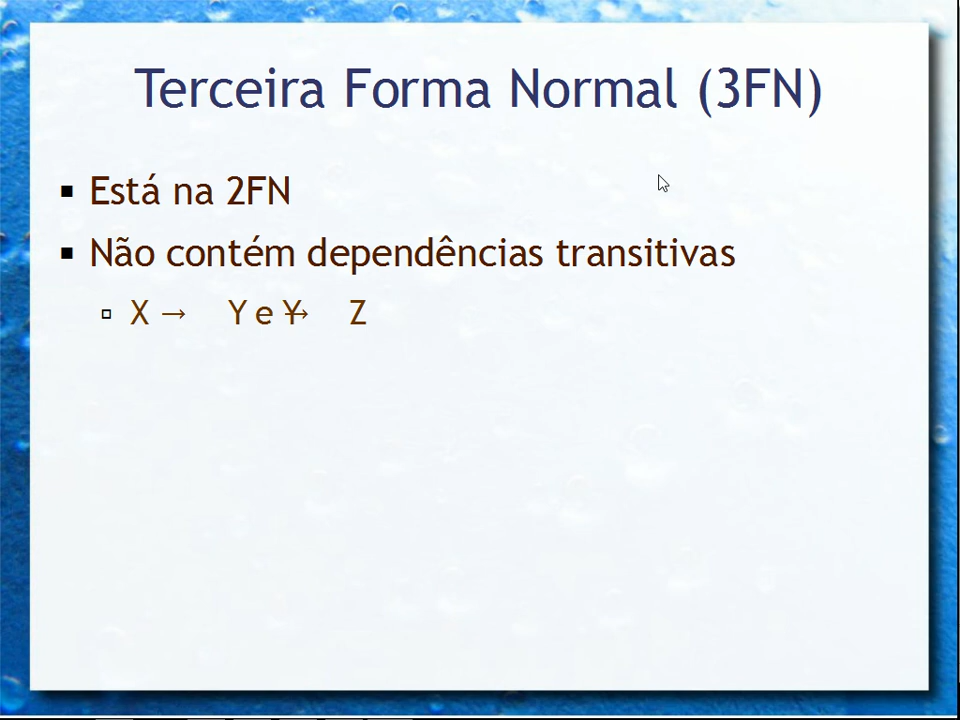 Terceira Forma Normal (3FN)
Está na 2FN
Não contém dependências transitivas
X → Y e Y → Z